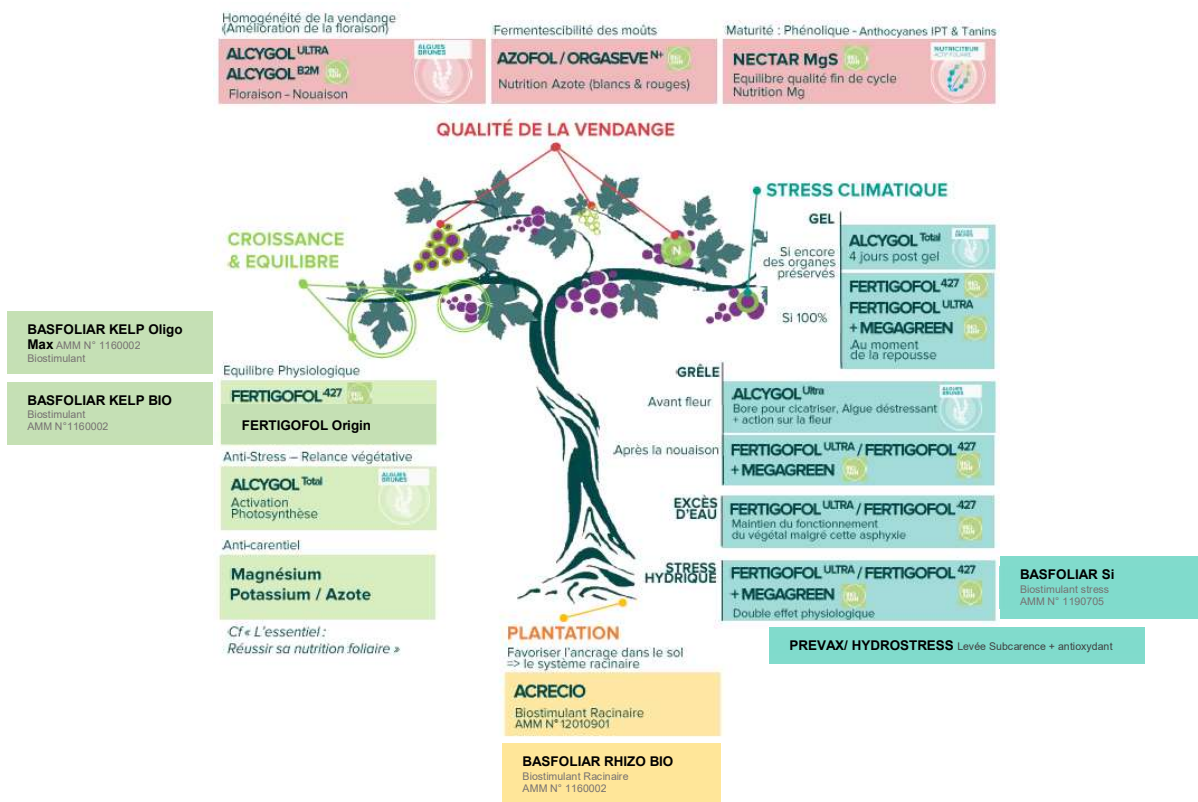 Homogénéité de la vendange
(Amélioration de la floraison)
ALCYGOL ULTRA
ALCYGOL B2M
Floraison - Nouaison
ALGUES
BRUNES
Fermentescibilité des moûts
AZOFOL / ORGASEVE N+
Nutrition Azote (blancs & rouges)
Maturité : Phénolique - Anthocyanes IPT & Tanins
NECTAR MgS
Equilibre qualité fin de cycle
Nutrition Mg
NUTRICITEUR
QUALITÉ DE LA VENDANGE
STRESS CLIMATIQUE
GEL
Si encore
des organes
préservés
ALCYGOL Total
4 jours post gel
Si 100%
FERTIGOFOL 427
FERTIGOFOL ULTRA
+ MEGAGREEN
Au moment
de la repousse
N
CROISSANCE
& EQUILIBRE
BASFOLIAR KELP Oligo
Max AMM N° 1160002
Biostimulant
BASFOLIAR KELP BIO
Biostimulant
AMM N°1160002
Equilibre Physiologique
FERTIGOFOL 427
FERTIGOFOL Origin
Anti-Stress – Relance végétative
ALCYGOL Total
Activation
Photosynthèse
ALGUES
BRUNES
Anti-carentiel
Magnésium
Potassium / Azote
Cf « L'essentiel :
Réussir sa nutrition foliaire »
GRÊLE
Avant fleur
ALCYGOL Ultra
Bore pour cicatriser, Algue déstressant
+ action sur la fleur
ALGUES
BRUNES
Après la nouaison
FERTIGOFOL ULTRA / FERTIGOFOL 427
+ MEGAGREEN
EXCÈS
D'EAU
FERTIGOFOL ULTRA / FERTIGOFOL 427
Maintien du fonctionnement
du végétal malgré cette asphyxie
STRESS
HYDRIQUE
FERTIGOFOL ULTRA / FERTIGOFOL 427
+ MEGAGREEN
Double effet physiologique
BASFOLIAR Si
Biostimulant stress
AMM N° 1190705
PREVAX/ HYDROSTRESS Levée Subcarence + antioxydant
PLANTATION
Favoriser l'ancrage dans le sol
=> le système racinaire
ACRECIO
Biostimulant Racinaire
AMM N° 12010901
BASFOLIAR RHIZO BIO
Biostimulant Racinaire
AMM N° 1160002